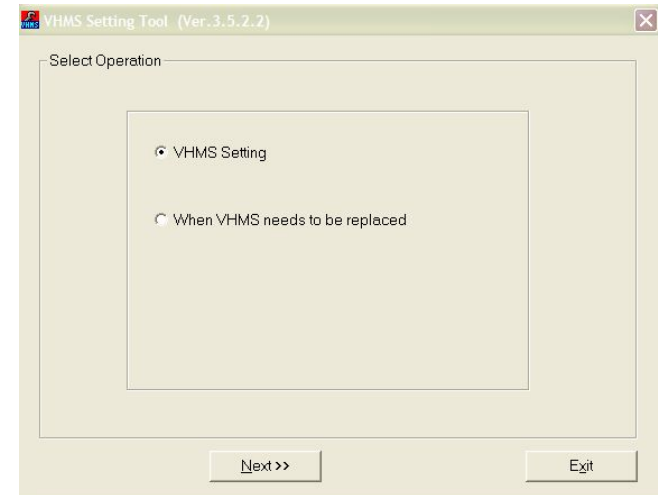 VHMS
VHMS Setting Tool (Ver.3.5.2.2)
Select Operation
VHMS Setting
When VHMS needs to be replaced
Next >>
Exit